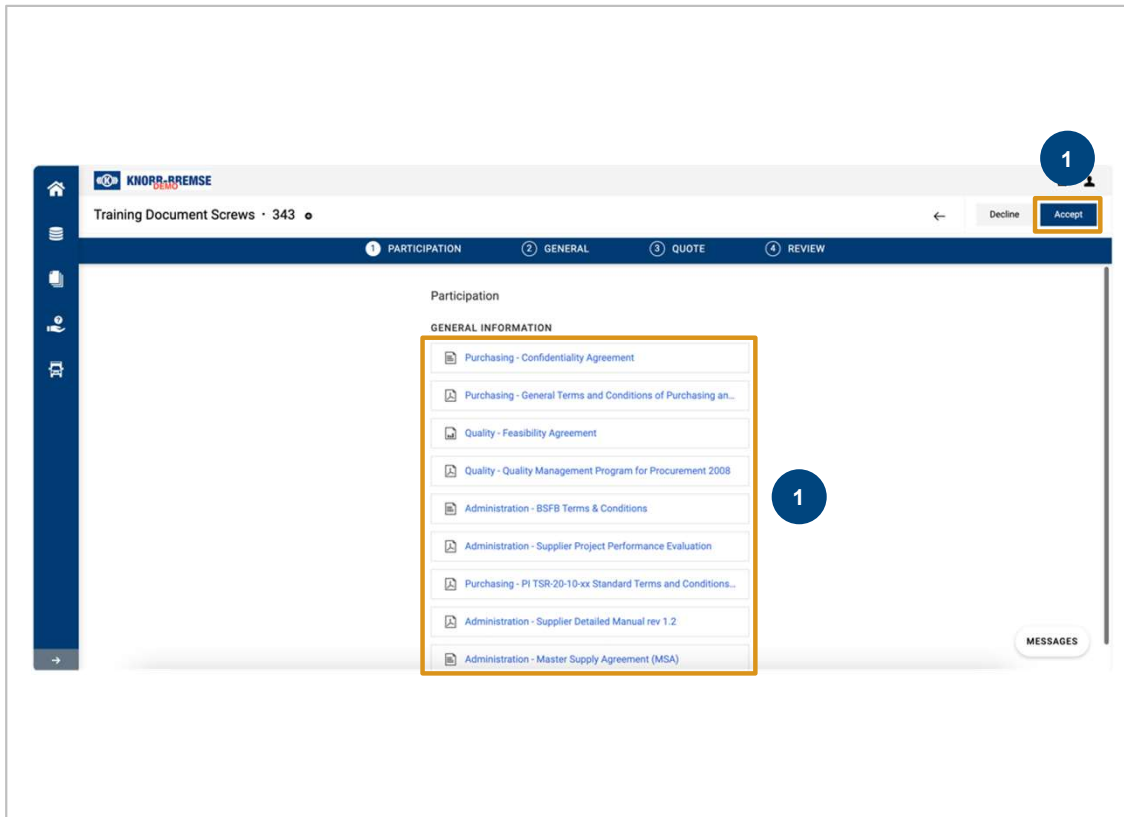 1
KNORR-BREMSE
DEMO
Training Document Screws · 343
Decline
Accept
1 PARTICIPATION
2 GENERAL
3 QUOTE
4 REVIEW
Participation
GENERAL INFORMATION
Purchasing - Confidentiality Agreement
Purchasing - General Terms and Conditions of Purchasing an...
Quality - Feasibility Agreement
Quality - Quality Management Program for Procurement 2008
1
Administration - BSFB Terms & Conditions
Administration - Supplier Project Performance Evaluation
Purchasing - PI TSR-20-10-xx Standard Terms and Conditions...
Administration - Supplier Detailed Manual rev 1.2
MESSAGES
Administration - Master Supply Agreement (MSA)